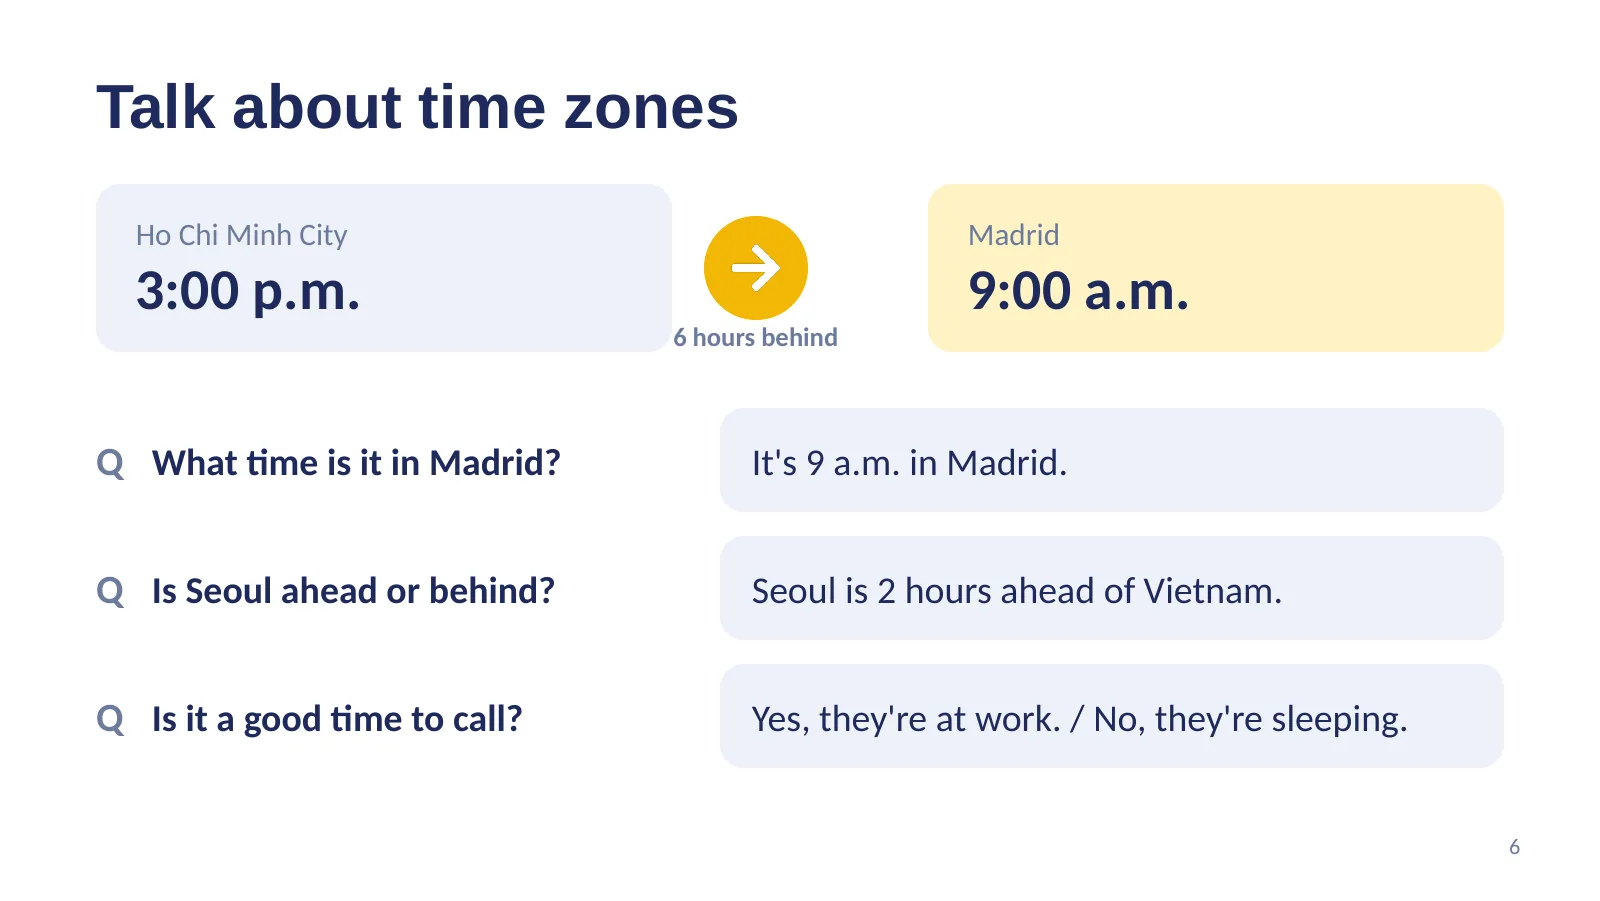 Talk about time zones
Ho Chi Minh City
3:00 p.m.
6 hours behind
Madrid
9:00 a.m.
Q What time is it in Madrid?
It's 9 a.m. in Madrid.
Q Is Seoul ahead or behind?
Seoul is 2 hours ahead of Vietnam.
Q Is it a good time to call?
Yes, they're at work. / No, they're sleeping.
6